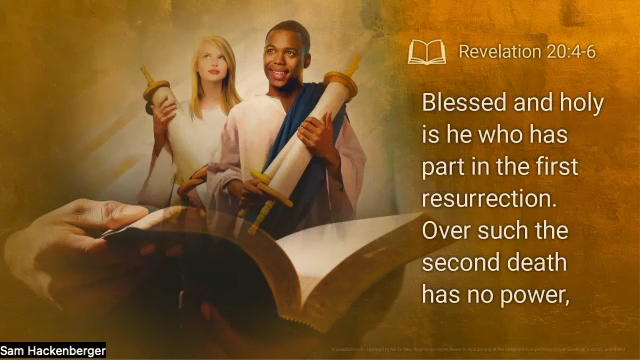 Revelation 20:4-6
Blessed and holy
is he who has
part in the first
resurrection.
Over such the
second death
has no power,
Sam Hackenberger